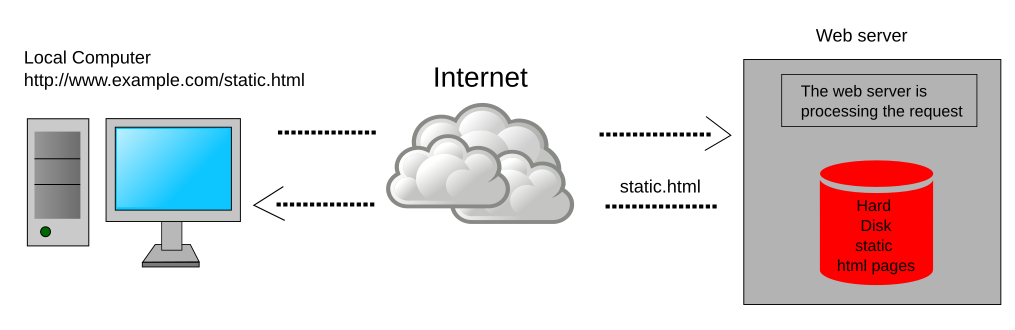 Local Computer
http://www.example.com/static.html
Internet
static.html
Web server
The web server is
processing the request
Hard
Disk
static
html pages